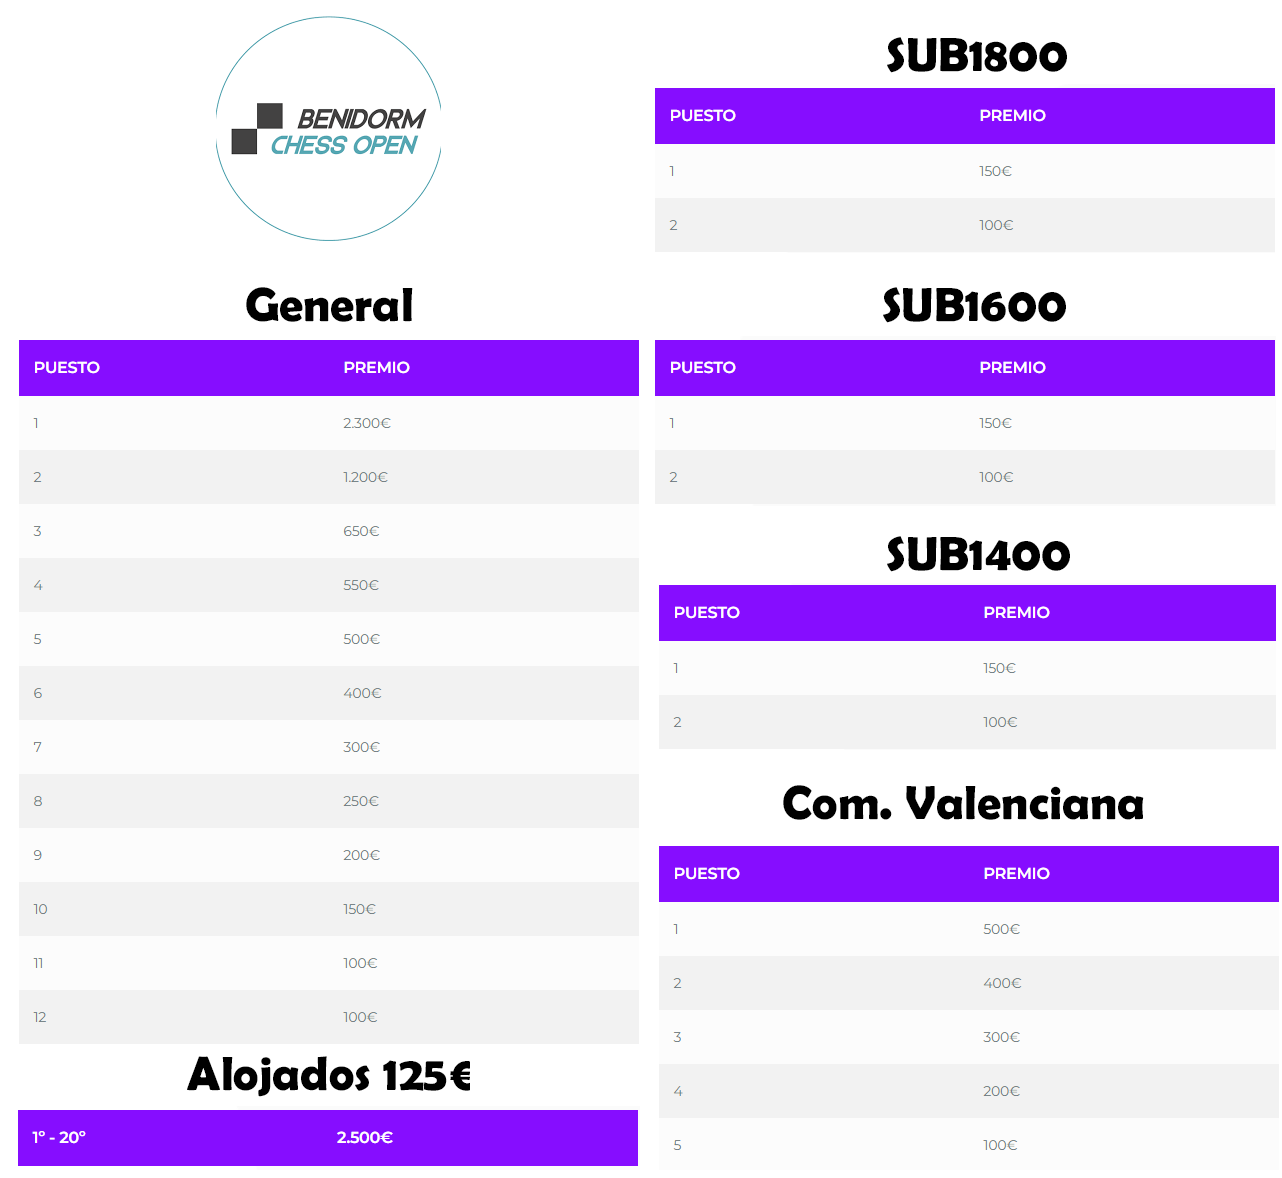 BENIDORM
CHESS OPEN
General
PUESTO PREMIO
1 2.300€
2 1.200€
3 650€
4 550€
5 500€
6 400€
7 300€
8 250€
9 200€
10 150€
11 100€
12 100€
Alojados 125€
1º - 20º 2.500€
SUB1800
PUESTO PREMIO
1 150€
2 100€
SUB1600
PUESTO PREMIO
1 150€
2 100€
SUB1400
PUESTO PREMIO
1 150€
2 100€
Com. Valenciana
PUESTO PREMIO
1 500€
2 400€
3 300€
4 200€
5 100€